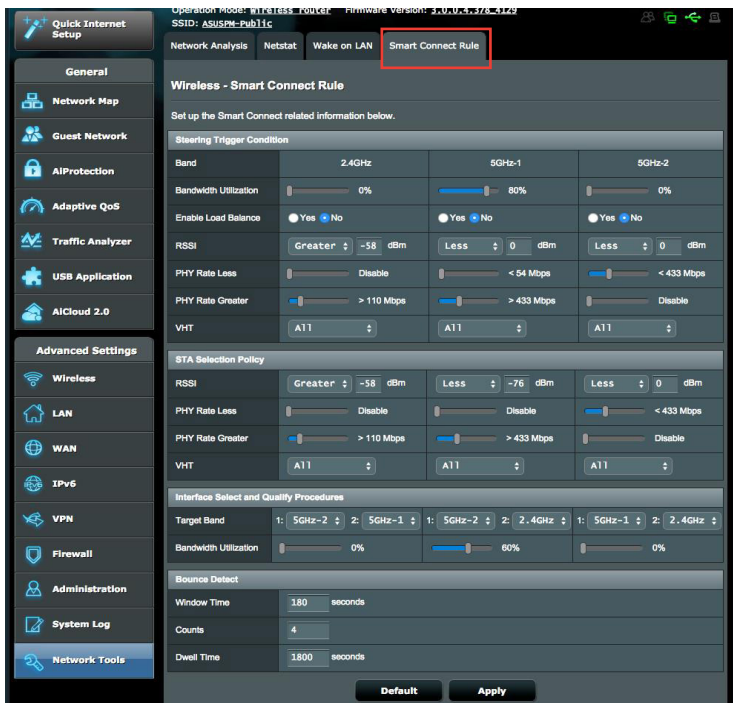 Quick Internet
Setup
General
Network Map
Guest Network
AiProtection
Adaptive QoS
Traffic Analyzer
USB Application
AiCloud 2.0
Advanced Settings
Wireless
LAN
WAN
IPv6
VPN
Firewall
Administration
System Log
Network Tools
Operation Mode: Wireless router Firmware Version: 3.0.0.4.378_4129
SSID: ASUSPM-Public
Network Analysis Netstat Wake on LAN Smart Connect Rule
Wireless - Smart Connect Rule
Set up the Smart Connect related information below.
Steering Trigger Condition
Band 2.4GHz 5GHz-1 5GHz-2
Bandwidth Utilization 0% 80% 0%
Enable Load Balance Yes No Yes No Yes No
RSSI Greater -58 dBm Less 0 dBm Less 0 dBm
PHY Rate Less Disable < 54 Mbps < 433 Mbps
PHY Rate Greater > 110 Mbps > 433 Mbps Disable
VHT All All All
STA Selection Policy
RSSI Greater -58 dBm Less -76 dBm Less 0 dBm
PHY Rate Less Disable Disable < 433 Mbps
PHY Rate Greater > 110 Mbps > 433 Mbps Disable
VHT All All All
Interface Select and Qualify Procedures
Target Band 1: 5GHz-2 2: 5GHz-1 1: 5GHz-2 2: 2.4GHz 1: 5GHz-1 2: 2.4GHz
Bandwidth Utilization 0% 60% 0%
Bounce Detect
Window Time 180 seconds
Counts 4
Dwell Time 1800 seconds
Default Apply